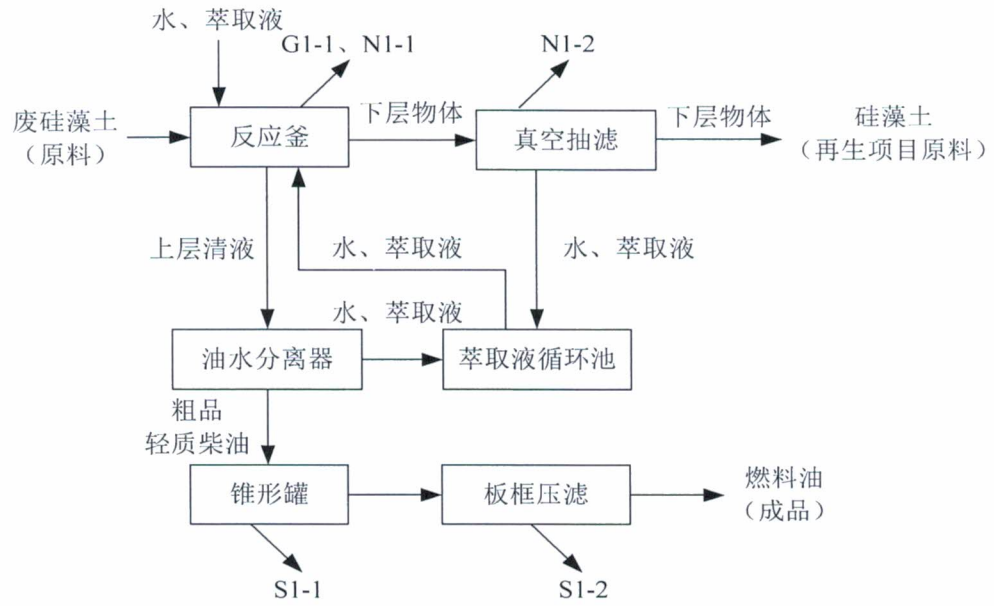 水、萃取液
G1-1、N1-1
N1-2
废硅藻土
（原料）
反应釜
下层物体
真空抽滤
下层物体
硅藻土
（再生项目原料）
上层清液
水、萃取液
水、萃取液
水、萃取液
油水分离器
萃取液循环池
粗品
轻质柴油
锥形罐
板框压滤
燃料油
（成品）
S1-1
S1-2